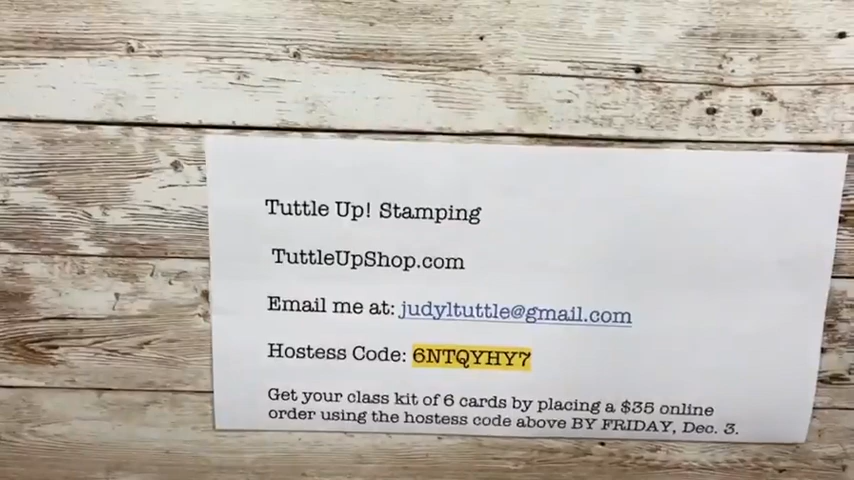 Tuttle Up! Stamping
TuttleUpShop.com
Email me at: judyltuttle@gmail.com
Hostess Code: 6NTQYHY7
Get your class kit of 6 cards by placing a $35 online
order using the hostess code above BY FRIDAY, Dec. 3.